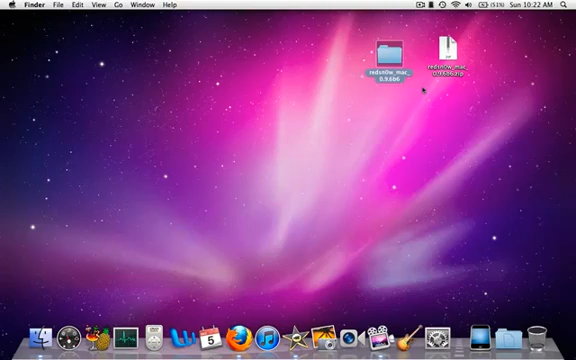 Finder File Edit View Go Window Help (51%) Sun 10:22 AM
redsn0w_mac_
0.9.6b6
redsn0w_mac_
0.9.6b6.zip
5